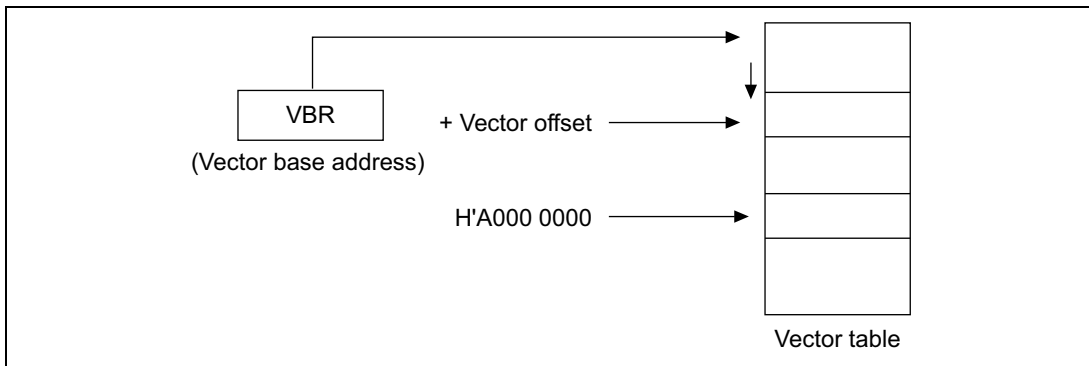 VBR
(Vector base address)
+ Vector offset
H'A000 0000
Vector table